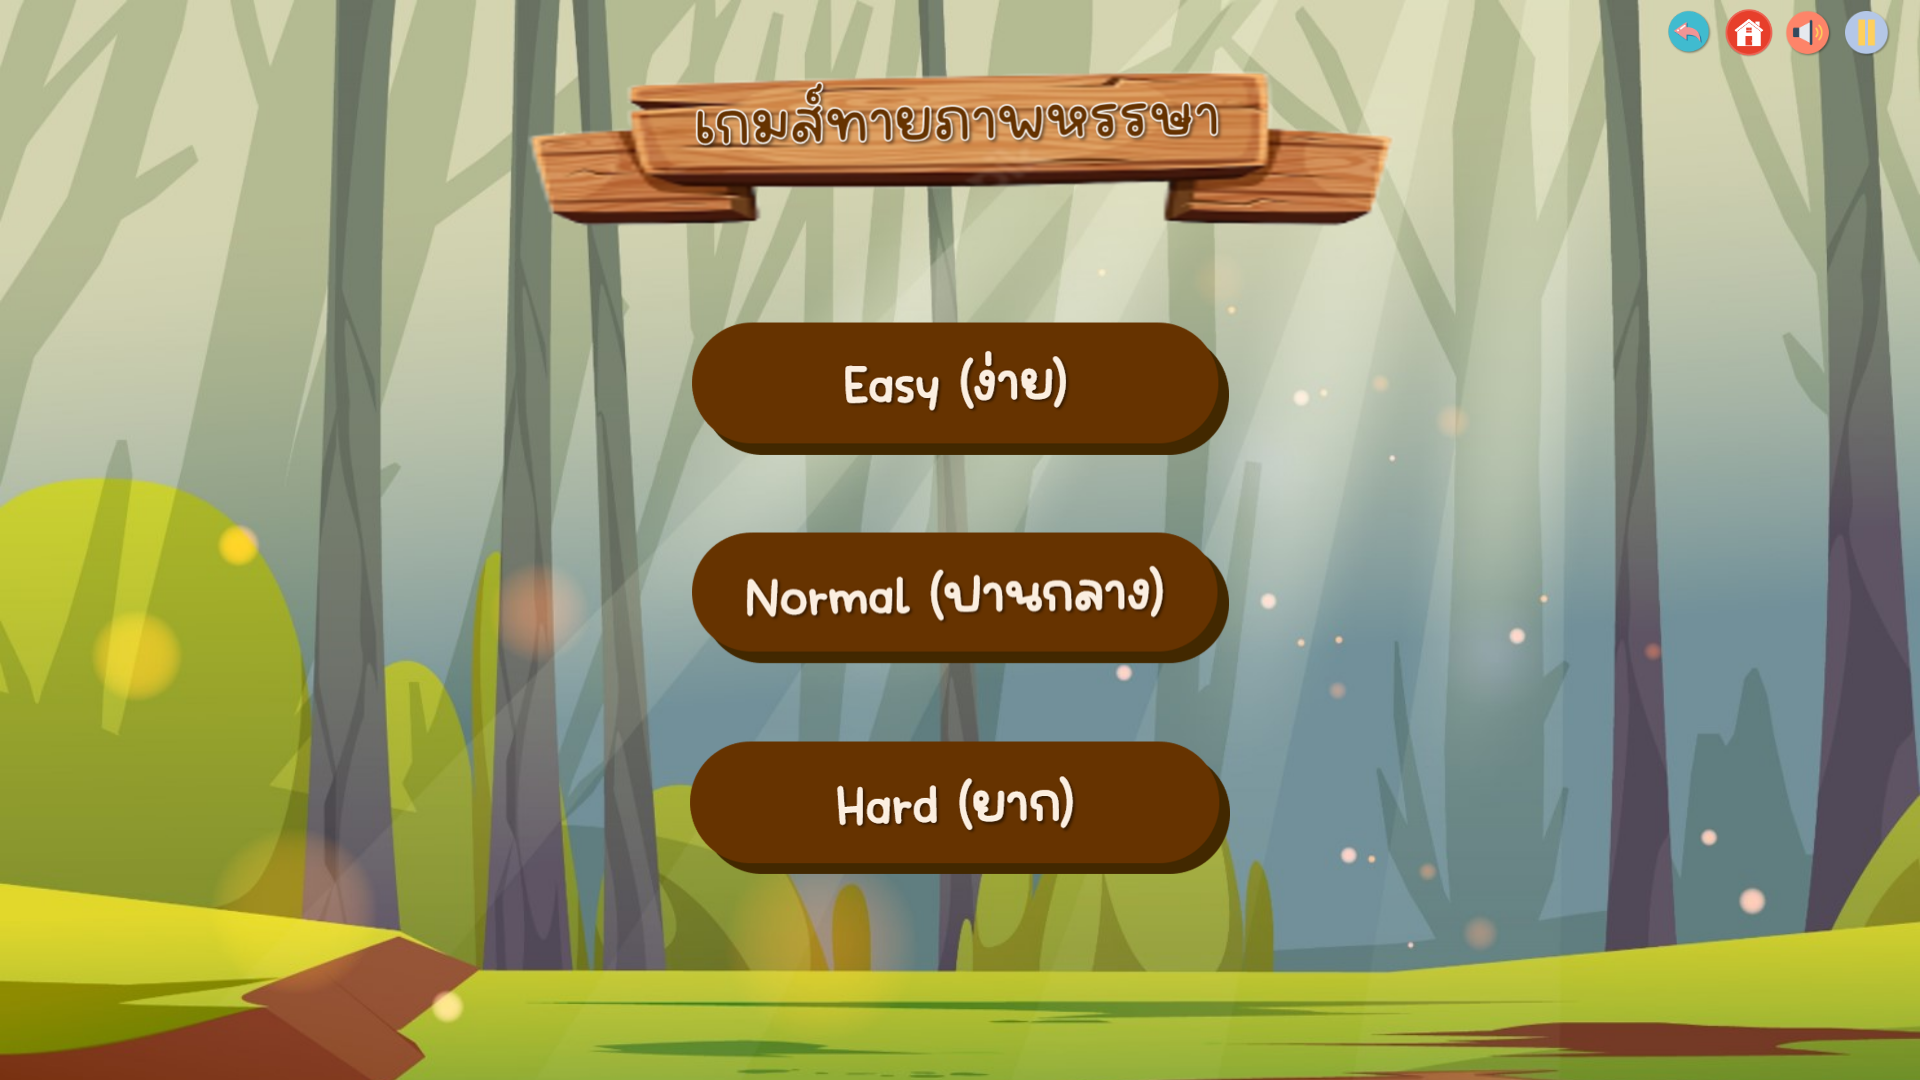 เกมส์ทายภาพหรรษา
Easy (ง่าย)
Normal (ปานกลาง)
Hard (ยาก)